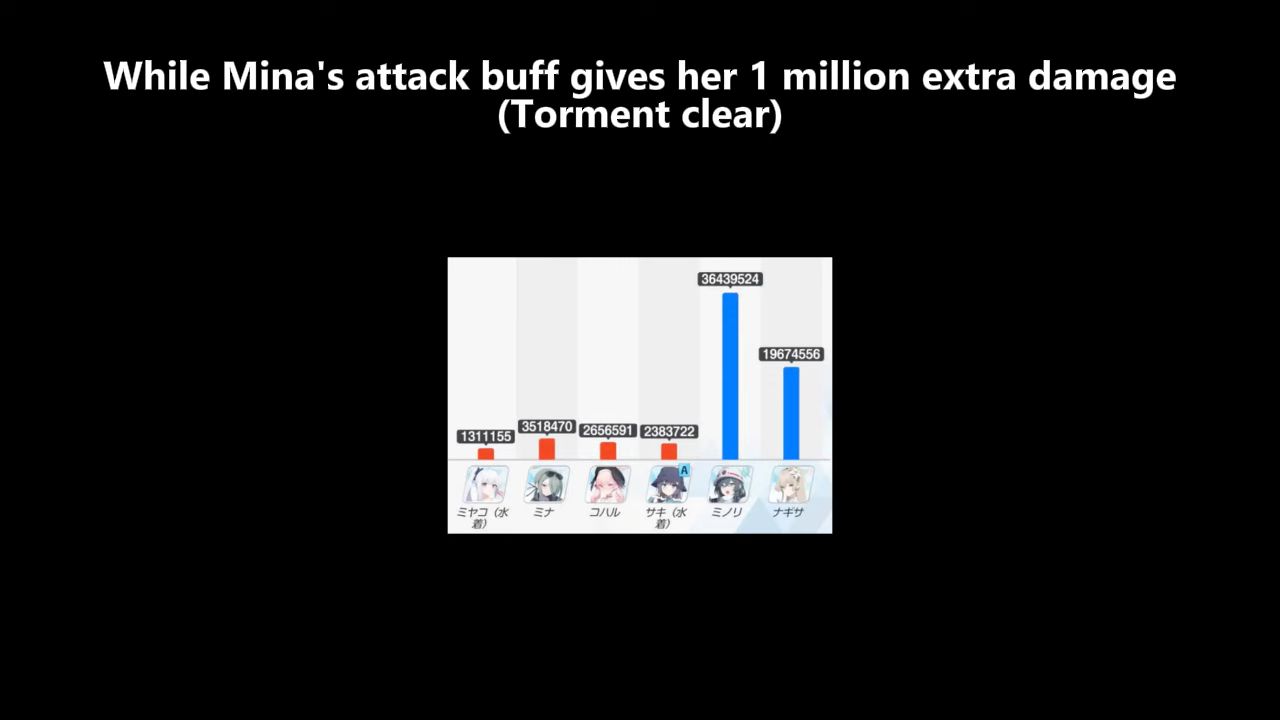 While Mina's attack buff gives her 1 million extra damage
(Torment clear)
36439524
19674556
1311155
3518470
2656591
2383722
A
ミヤコ（水
着）
ミナ
コハル
サキ（水
着）
ミノリ
ナギサ